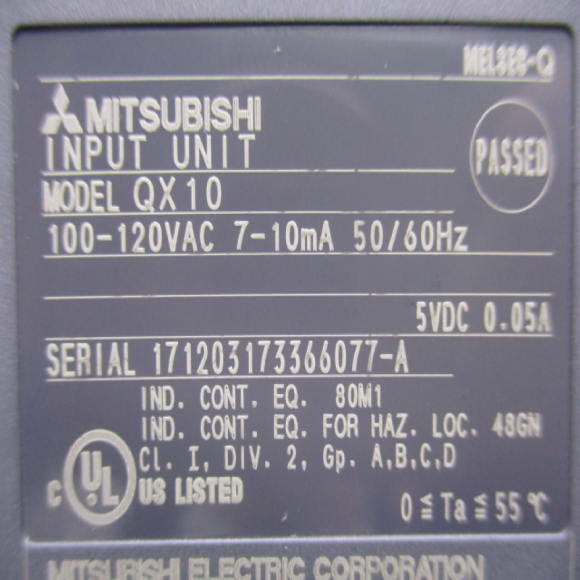 MELSEC-Q
MITSUBISHI
INPUT UNIT
PASSED
MODEL QX10
100-120VAC 7-10mA 50/60Hz
5VDC 0.05A
SERIAL 171203173366077-A
IND. CONT. EQ. 80M1
IND. CONT. EQ. FOR HAZ. LOC. 48GN
Cl. I, DIV. 2, Gp. A,B,C,D
C UL US LISTED
0≦Ta≦55℃
MITSUBISHI ELECTRIC CORPORATION